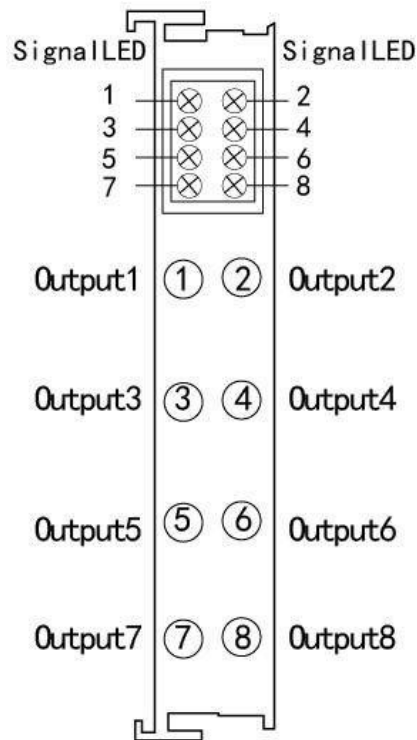 SignalLED SignalLED
1 2
3 4
5 6
7 8
Output1 1 2 Output2
Output3 3 4 Output4
Output5 5 6 Output6
Output7 7 8 Output8